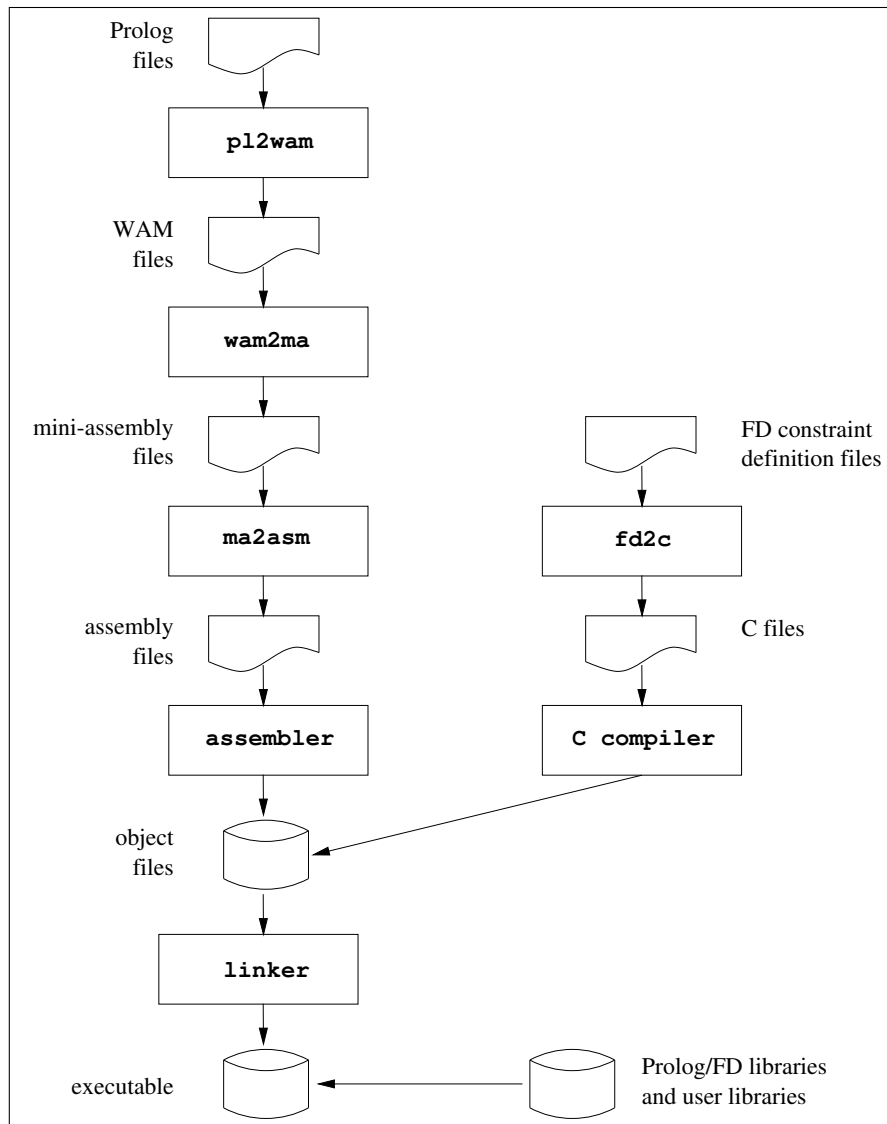 Prolog
files
pl2wam
WAM
files
wam2ma
mini-assembly
files
FD constraint
definition files
ma2asm
fd2c
assembly
files
C files
assembler
C compiler
object
files
linker
executable
Prolog/FD libraries
and user libraries